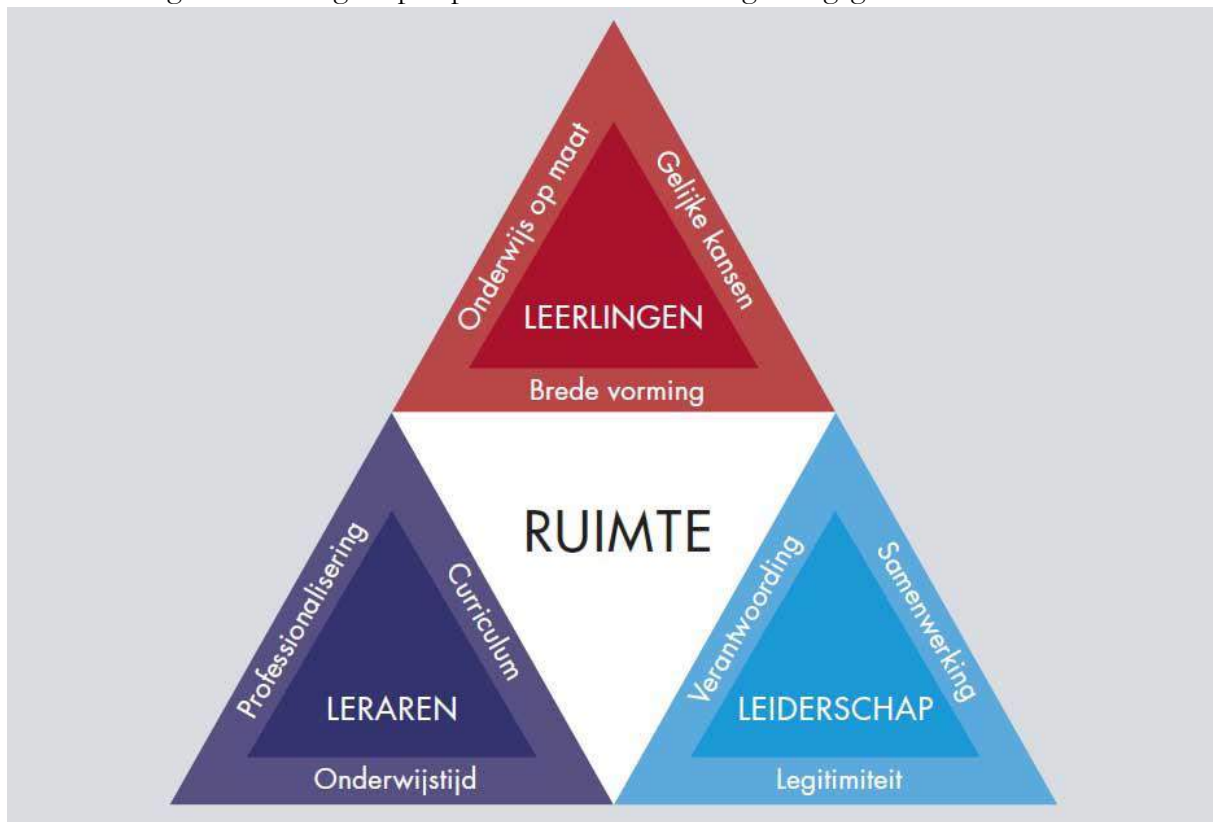 Onderwijs op maat
Gelijke kansen
LEERLINGEN
Brede vorming
RUIMTE
Professionalisering
Curriculum
LERAREN
Onderwijstijd
Verantwoording
Samenwerking
LEIDERSCHAP
Legitimiteit